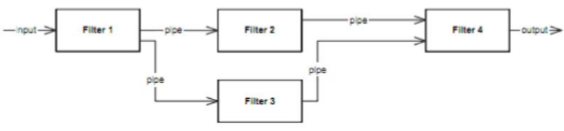 input
Filter 1
pipe
Filter 2
pipe
Filter 4
output
pipe
Filter 3
pipe